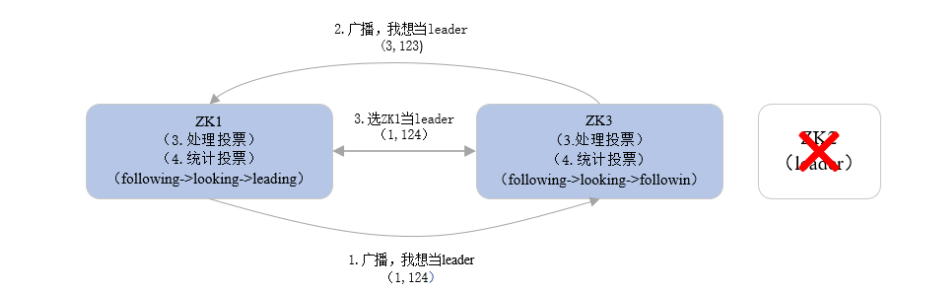 2.广播，我想当leader
（3,123)
ZK1
（3.处理投票）
（4.统计投票）
（following->looking->leading）
3.选ZK1当leader
（1,124）
ZK3
（3.处理投票）
（4.统计投票）
（following->looking->followin）
ZK2
（leader）
1.广播，我想当leader
（1,124）